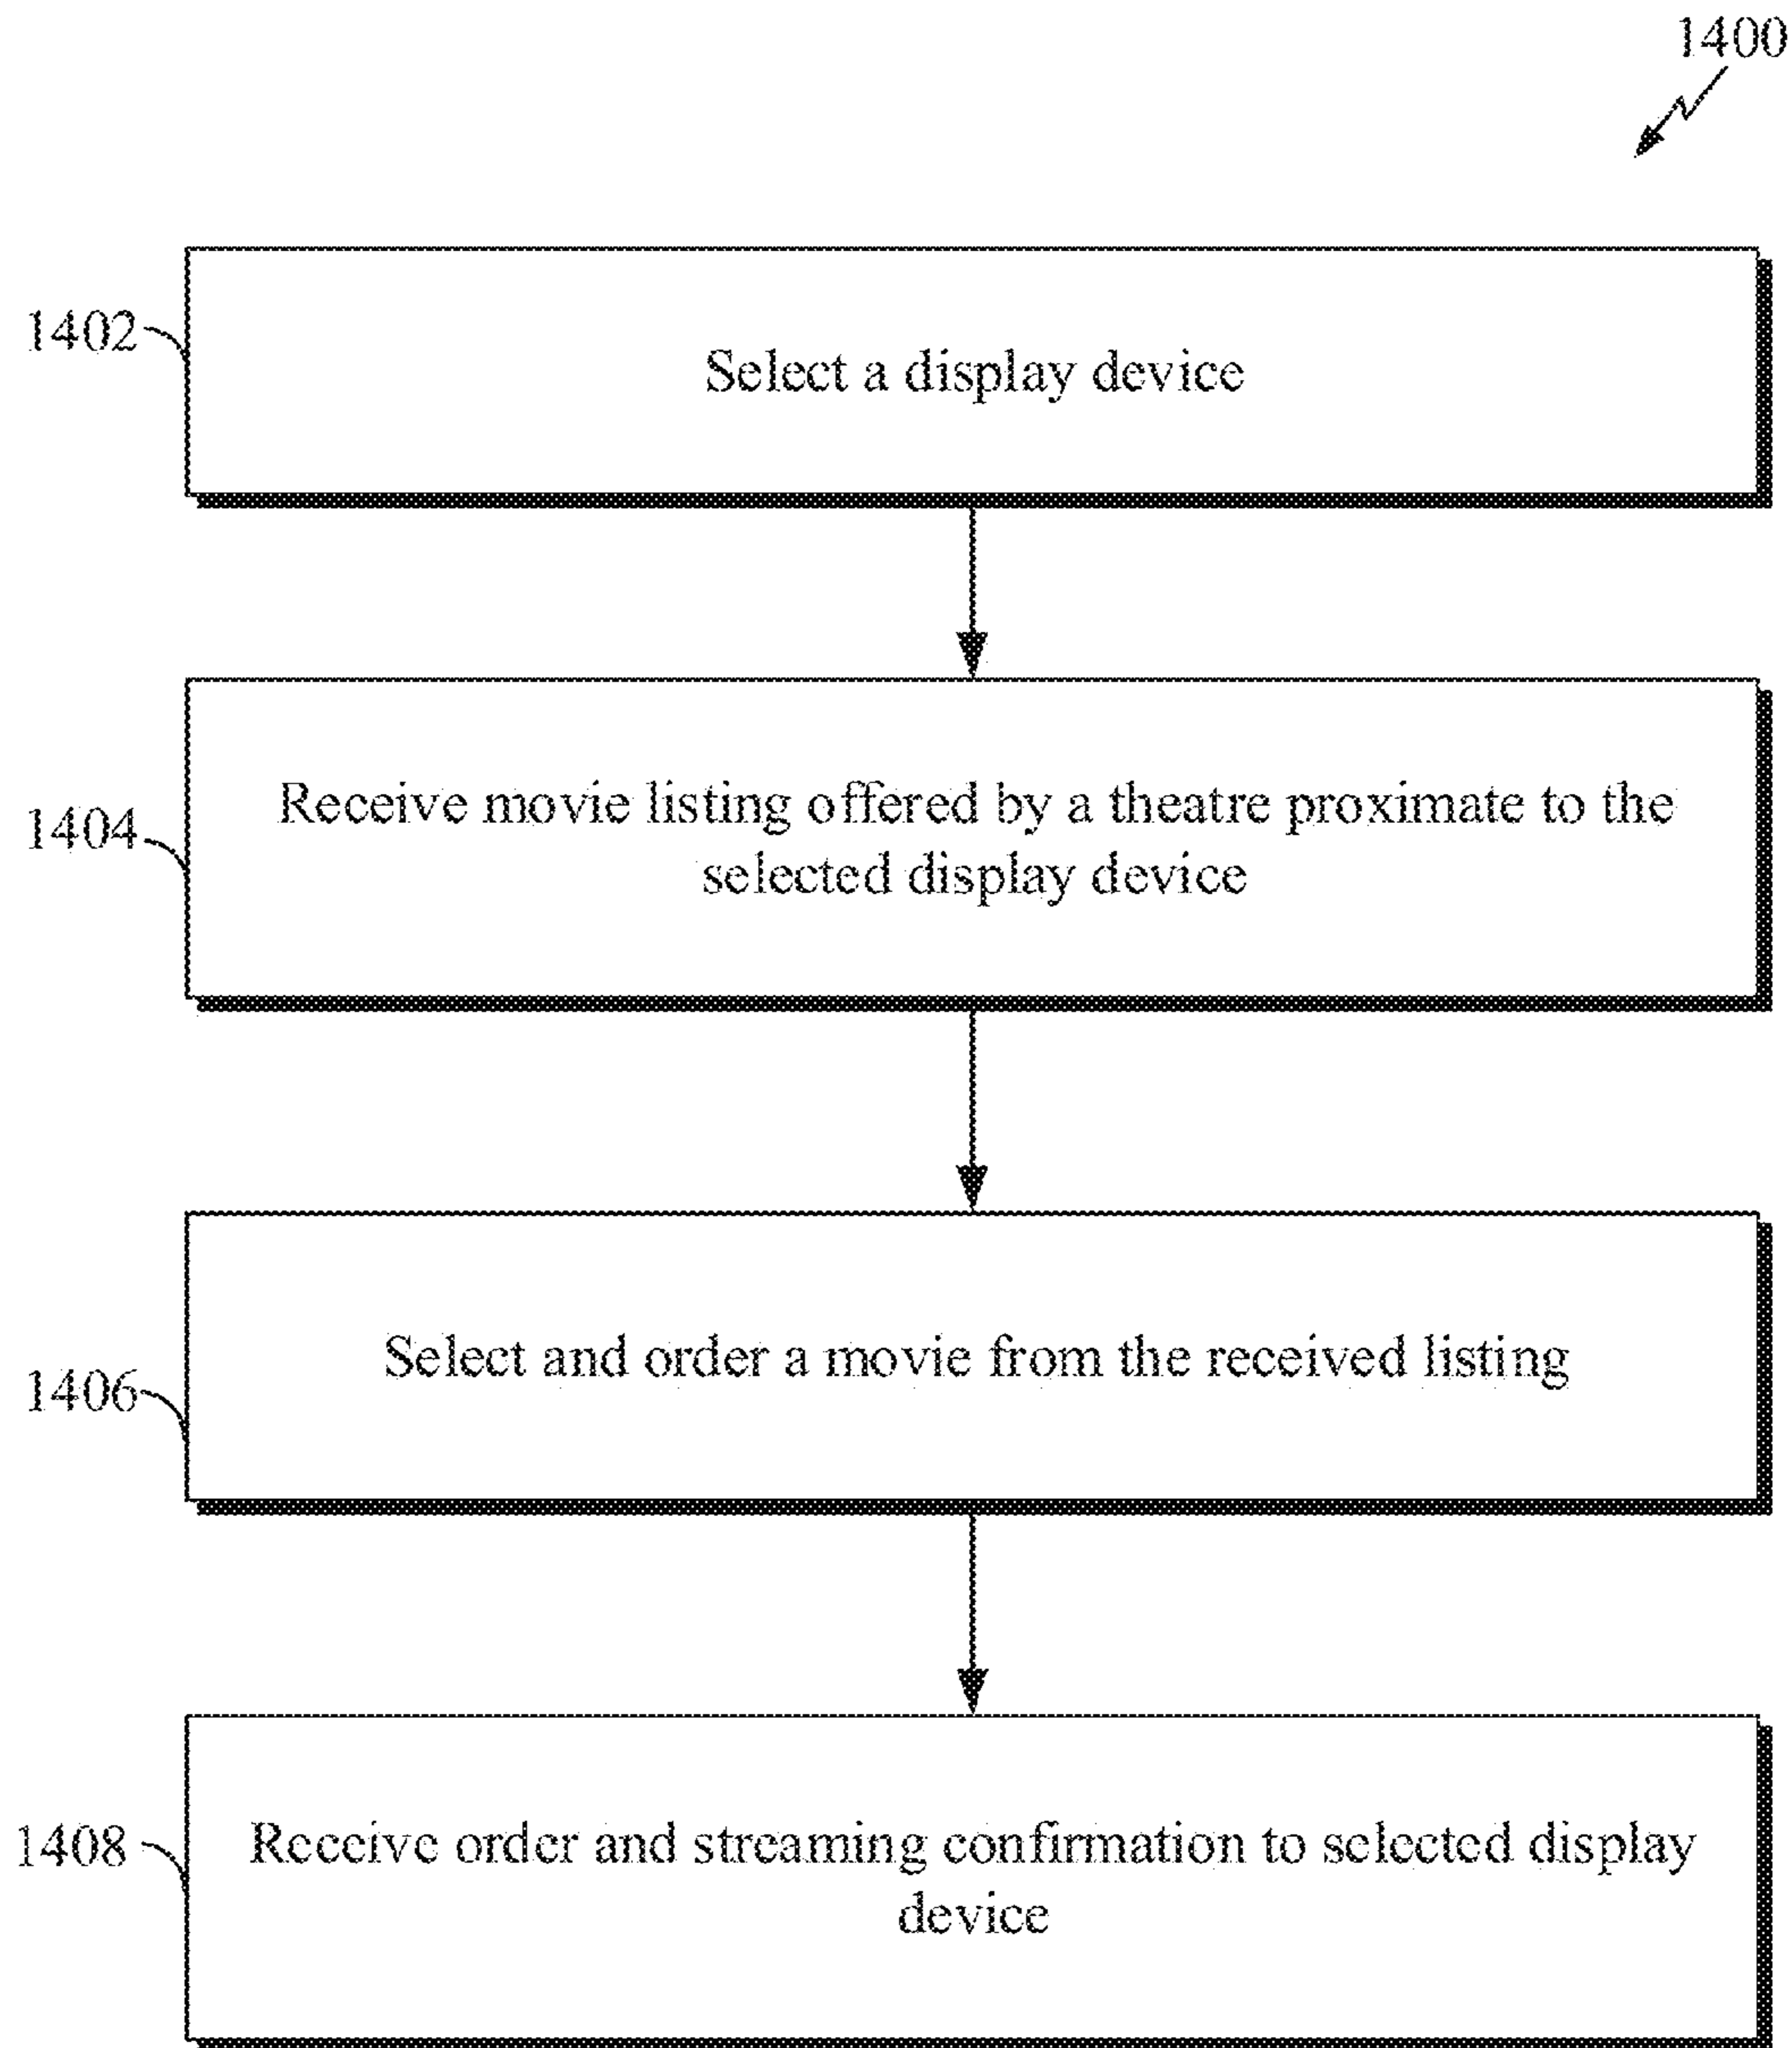 1400
1402
Select a display device
1404
Receive movie listing offered by a theatre proximate to the
selected display device
1406
Select and order a movie from the received listing
1408
Receive order and streaming confirmation to selected display
device